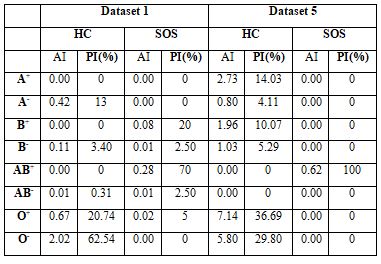 Dataset 1 Dataset 5
HC SOS HC SOS
AI PI(%) AI PI(%) AI PI(%) AI PI(%)
A⁺ 0.00 0 0.00 0 2.73 14.03 0.00 0
A⁻ 0.42 13 0.00 0 0.80 4.11 0.00 0
B⁺ 0.00 0 0.08 20 1.96 10.07 0.00 0
B⁻ 0.11 3.40 0.01 2.50 1.03 5.29 0.00 0
AB⁺ 0.00 0 0.28 70 0.00 0 0.62 100
AB⁻ 0.01 0.31 0.01 2.50 0.00 0 0.00 0
O⁺ 0.67 20.74 0.02 5 7.14 36.69 0.00 0
O⁻ 2.02 62.54 0.00 0 5.80 29.80 0.00 0